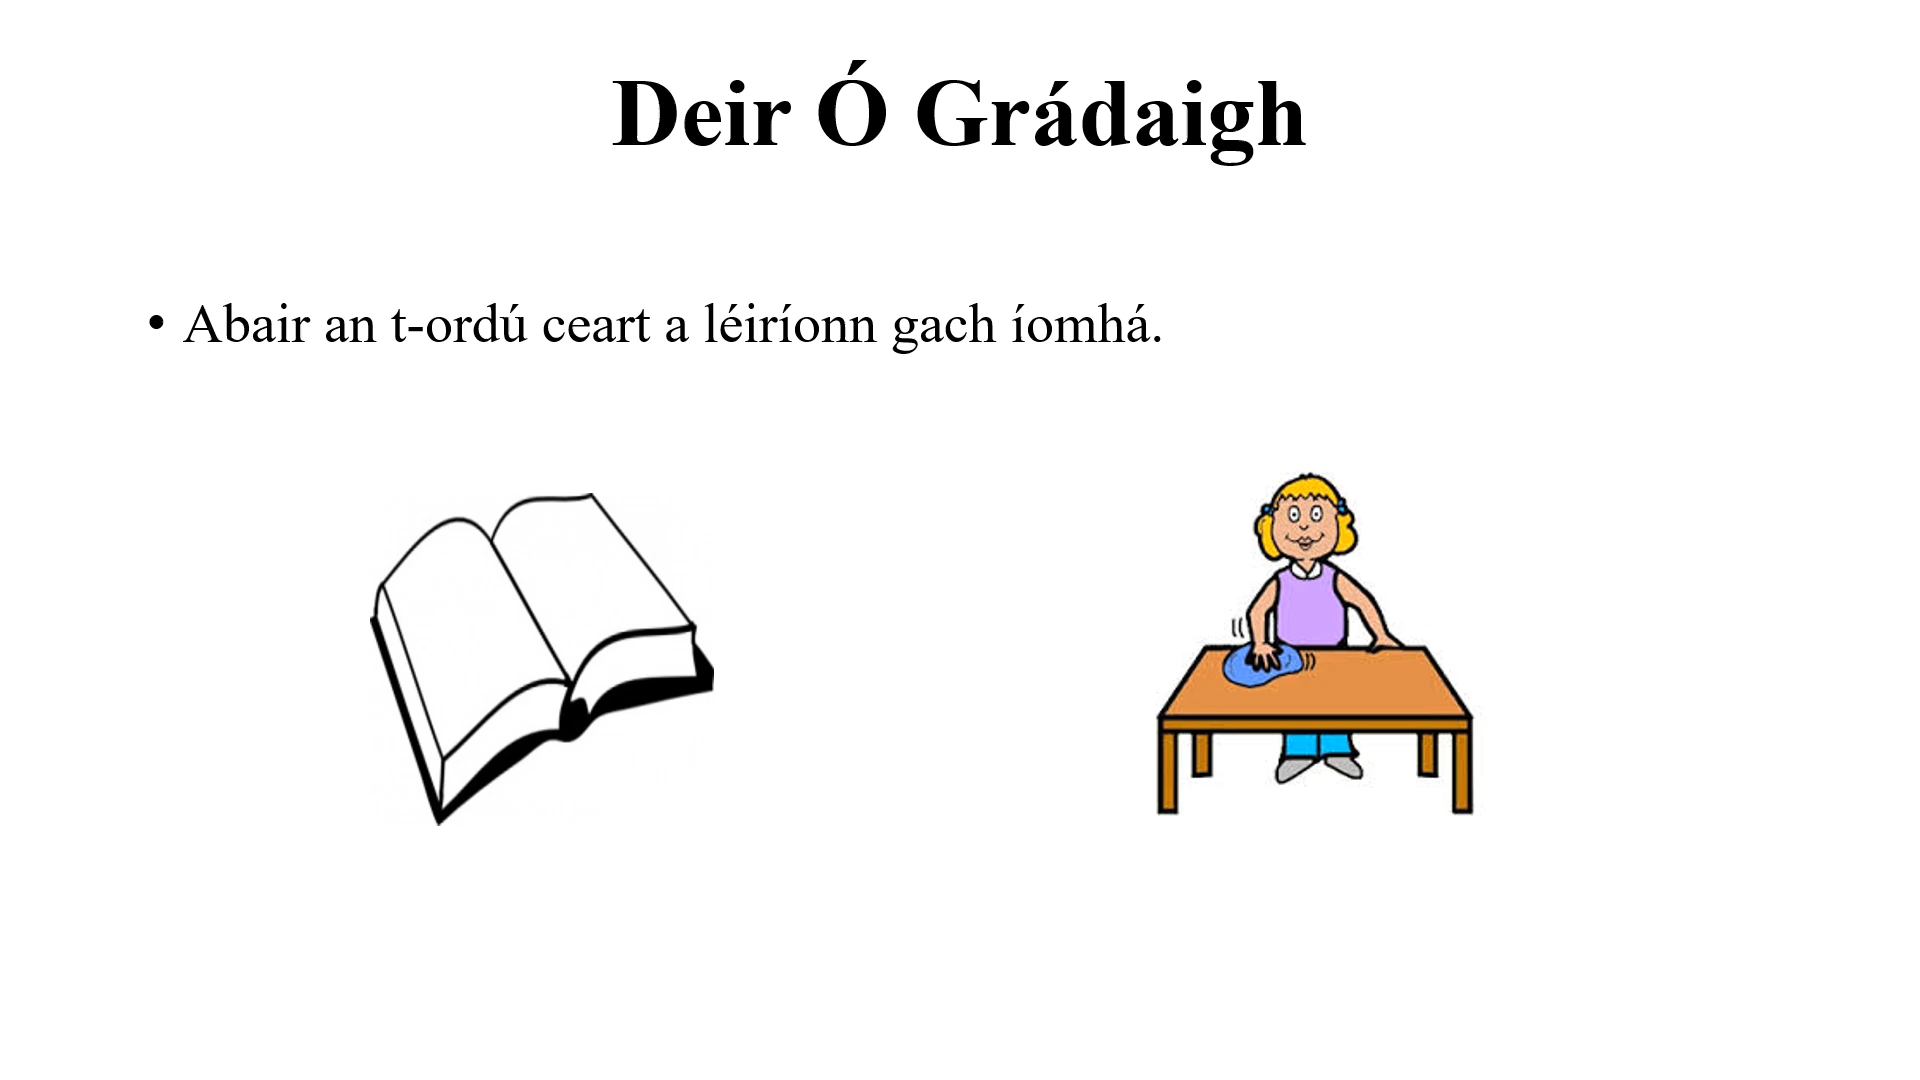 Deir Ó Grádaigh
• Abair an t-ordú ceart a léiríonn gach íomhá.